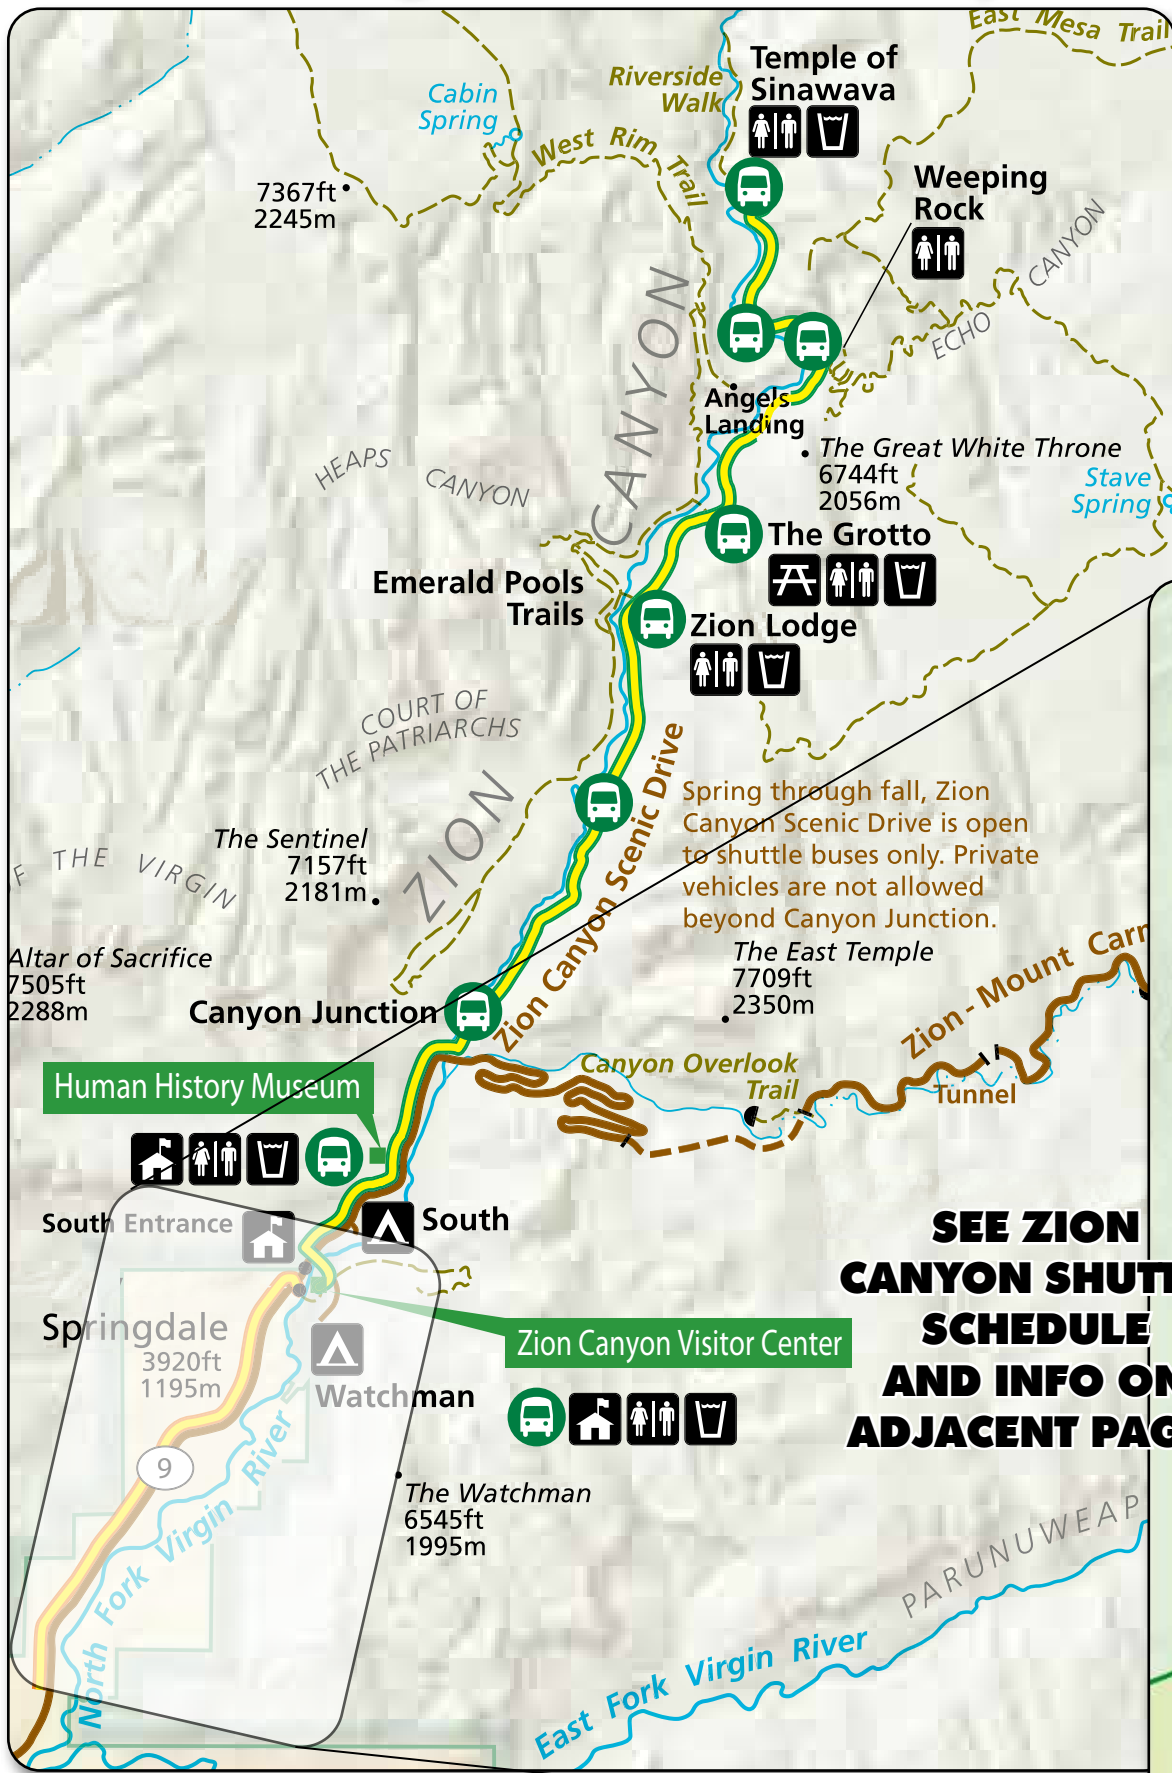 East Mesa Trail
Temple of
Sinawava
Riverside
Walk
Cabin
Spring
West Rim Trail
Weeping
Rock
7367ft
2245m
CANYON
ECHO
ZION CANYON
Angels
Landing
The Great White Throne
6744ft
2056m
HEAPS CANYON
Stave
Spring
The Grotto
Emerald Pools
Trails
Zion Lodge
COURT OF
THE PATRIARCHS
Zion Canyon Scenic Drive
Spring through fall, Zion
Canyon Scenic Drive is open
to shuttle buses only. Private
vehicles are not allowed
beyond Canyon Junction.
The Sentinel
7157ft
2181m
F THE VIRGIN
Altar of Sacrifice
7505ft
2288m
The East Temple
7709ft
2350m
Zion-Mount Carr
Canyon Junction
Canyon Overlook
Trail
Tunnel
Human History Museum
South Entrance
South
SEE ZION
CANYON SHUTT
SCHEDULE
AND INFO ON
ADJACENT PAG
Springdale
3920ft
1195m
Zion Canyon Visitor Center
Watchman
9
The Watchman
6545ft
1995m
North Fork Virgin River
PARUNUWEAP
East Fork Virgin River